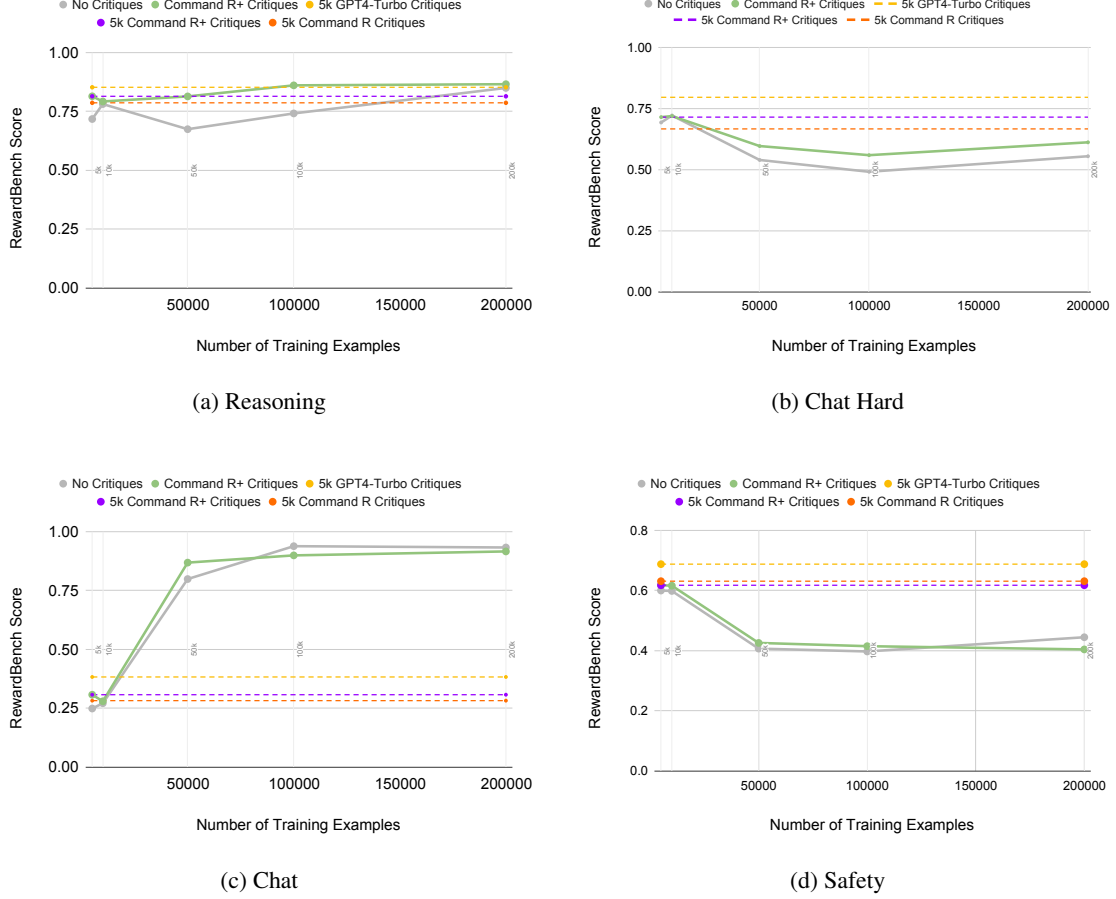 No Critiques Command R+ Critiques 5k GPT4-Turbo Critiques
5k Command R+ Critiques 5k Command R Critiques
RewardBench Score
1.00
0.75
0.50
0.25
0.00
5k
10k
50k
100k
200k
50000 100000 150000 200000
Number of Training Examples
(a) Reasoning
No Critiques Command R+ Critiques 5k GPT4-Turbo Critiques
5k Command R+ Critiques 5k Command R Critiques
RewardBench Score
1.00
0.75
0.50
0.25
0.00
5k
10k
50k
100k
200k
50000 100000 150000 200000
Number of Training Examples
(b) Chat Hard
No Critiques Command R+ Critiques 5k GPT4-Turbo Critiques
5k Command R+ Critiques 5k Command R Critiques
RewardBench Score
1.00
0.75
0.50
0.25
0.00
5k
10k
50k
100k
200k
50000 100000 150000 200000
Number of Training Examples
(c) Chat
No Critiques Command R+ Critiques 5k GPT4-Turbo Critiques
5k Command R+ Critiques 5k Command R Critiques
RewardBench Score
0.8
0.6
0.4
0.2
0.0
5k
10k
50k
100k
200k
50000 100000 150000 200000
Number of Training Examples
(d) Safety